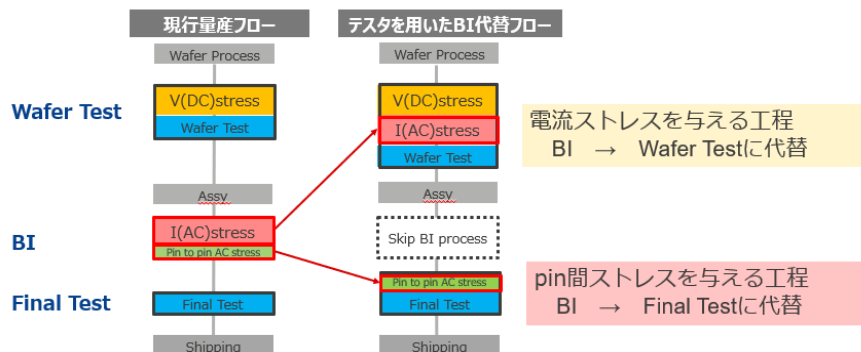 現行量産フロー
テスタを用いたBI代替フロー
Wafer Process
Wafer Process
Wafer Test
V(DC)stress
Wafer Test
V(DC)stress
I(AC)stress
Wafer Test
電流ストレスを与える工程
BI → Wafer Testに代替
Assy
Assy
BI
I(AC)stress
Pin to pin AC stress
Skip BI process
Final Test
Final Test
Pin to pin AC stress
Final Test
pin間ストレスを与える工程
BI → Final Testに代替
Shipping
Shipping